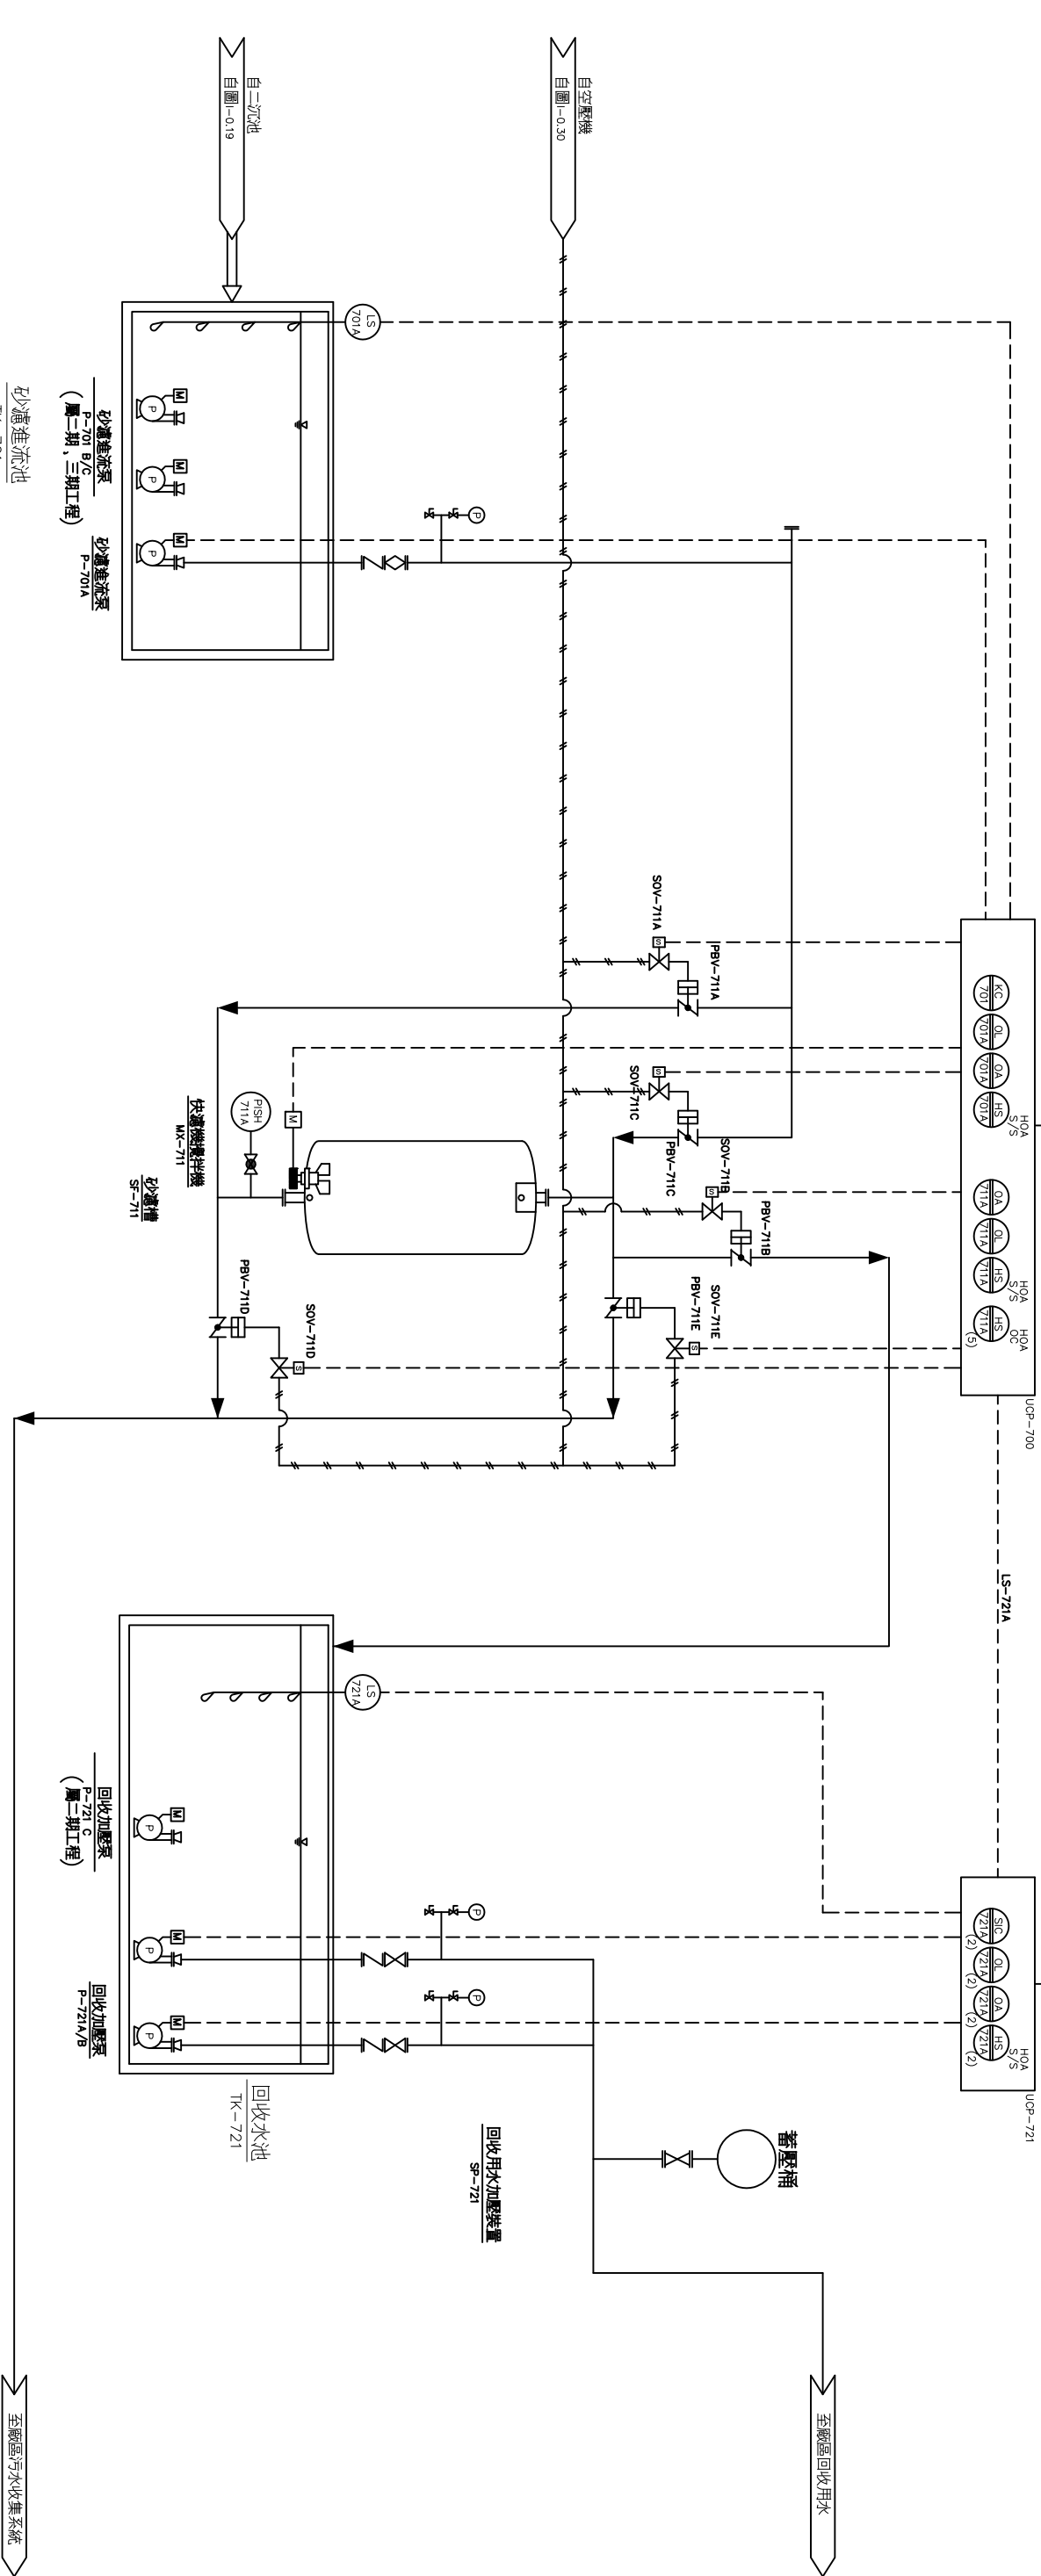 自空壓機
自圖I-0.30
自二沉池
自圖I-0.19
LS
701A
砂濾進流泵
P-701 B/C
(屬二期,三期工程)
砂濾進流泵
P-701A
砂濾進流池
M
P
M
P
M
P
P
UCP-700
KC
701
OL
701A
OA
701A
HS
701A
HOA
S/S
OA
711A
OL
711A
HS
711A
HOA
S/S
HS
711A
HOA
OC
(5)
SOV-711A
S
PBV-711A
SOV-711C
S
PBV-711C
SOV-711B
S
PBV-711B
SOV-711E
S
PBV-711E
SOV-711D
S
PBV-711D
M
PISH
711A
快濾機攪拌機
MX-711
砂濾槽
SF-711
LS-721A
UCP-721
SIC
721A
(2)
OL
721A
(2)
OA
721A
(2)
HS
721A
(2)
HOA
S/S
LS
721A
M
P
M
P
M
P
P
P
回收加壓泵
P-721 C
(屬二期工程)
回收加壓泵
P-721A/B
回收水池
TK-721
蓄壓桶
回收用水加壓裝置
SP-721
至廠區回收用水
至廠區污水收集系統